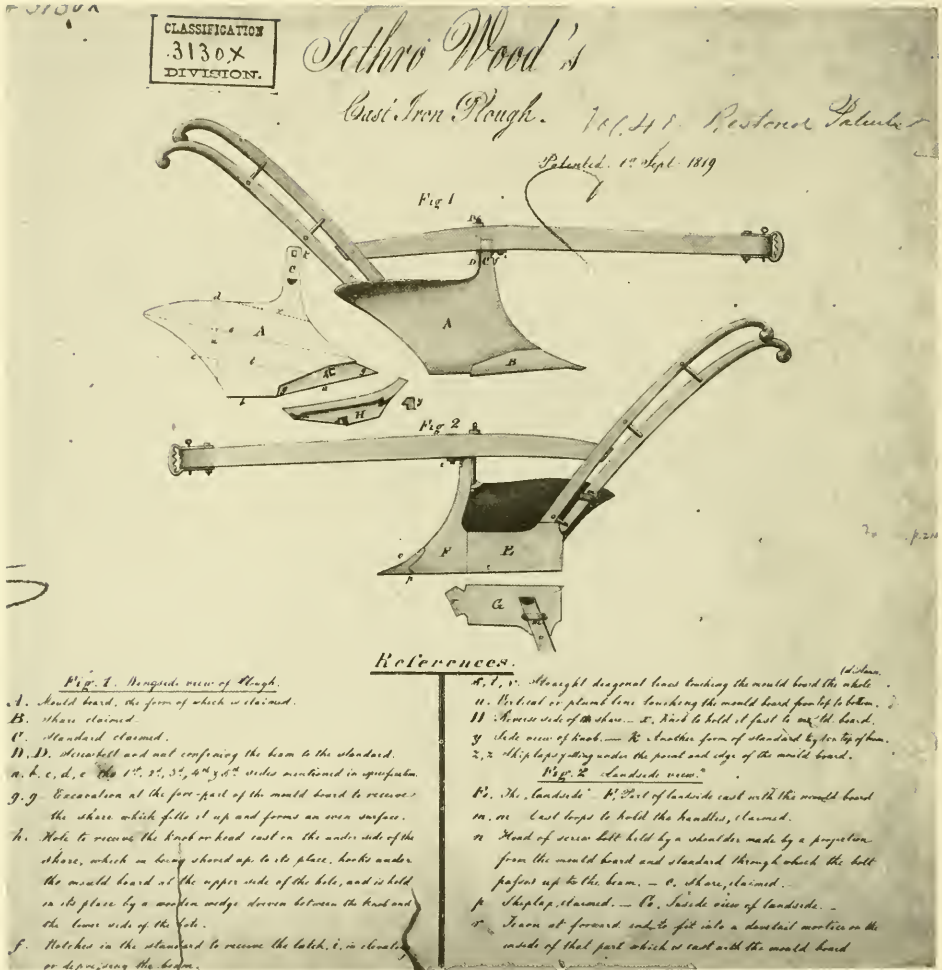 CLASSIFICATION
3130X
DIVISION.
Jethro Wood's
Cast Iron Plough.
Vol. 4 Restored Patents
Patented 1st Sept 1819
Fig 1
A
B
C
A
H
Fig. 2
F
E
G
References.
Fig. 1. Dongside view of Plough.
A. Mould board, the form of which is claimed.
B. Share claimed.
C. Standard claimed.
D, D. Screwbolt and nut confining the beam to the standard.
a, b, c, d, e the 1st, 2d, 3d, 4th & 5th sides mentioned in specification
g. g. Excavation at the fore-part of the mould board to receive
the share which fills it up and forms an even surface.
h. Hole to receive the knob or head cast on the under side of the
share, which in being shoved up to its place, hooks under
the mould board at the upper side of the hole, and is held
in its place by a wooden wedge driven between the knob and
the lower side of the hole.
f. Notches in the standard to receive the latch, i, in elevating
or depressing the beam.
s, t, v. Straight diagonal lines touching the mould board the whole
u. Vertical or plumb line touching the mould board from top to bottom.
H Reverse side of the share — x, Knob to hold it fast to mould board.
y Side view of knob. — K Another form of standard by top of beam.
z, z Shiplaps getting under the point and edge of the mould board.
Fig. 2 Landside view.
E. The "landside" - F, Part of landside cast with the mould board
m. m Cast loops to hold the handles, claimed.
n Head of screw bolt held by a shoulder made by a projection
from the mould board and standard through which the bolt
passes up to the beam. — o. Share, claimed.
p Shiplap, claimed. — G. Inside view of landside. —
r Tenon at forward end to fit into a dovetail mortice on the
inside of that part which is cast with the mould board